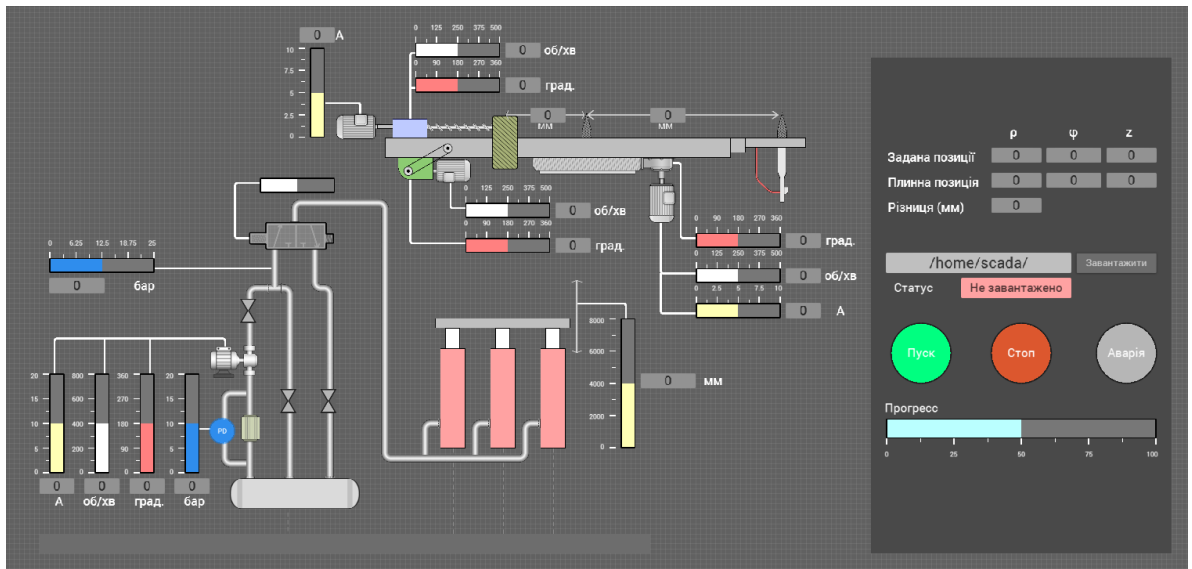 0 A
10
7.5
5
2.5
0
0 125 250 375 500
0 об/хв
0 90 180 270 360
0 град.
0
мм
0
мм
0 125 250 375 500
0 об/хв
0 90 180 270 360
0 град.
0 90 180 270 360
0 град.
0 об/хв
0 2.5 5 7.5 10
0 А
0 6.25 12.5 18.75 25
0 бар
20
15
10
5
0
0
А
800
600
400
200
0
0
об/хв
360
270
180
90
0
0
град.
20
15
10
5
0
0
бар
PD
8000
6000
4000
2000
0
0 мм
ρ φ z
Задана позиції 0 0 0
Плинна позиція 0 0 0
Різниця (мм) 0
/home/scada/ Завантажити
Статус Не завантажено
Пуск Стоп Аварія
Прогресс
0 25 50 75 100